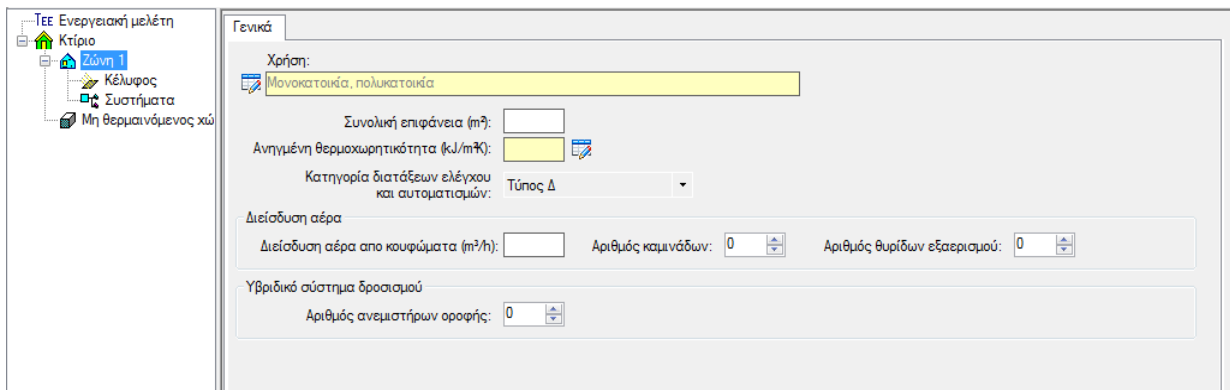 ΤΕΕ Ενεργειακή μελέτη
Κτίριο
Ζώνη 1
Κέλυφος
Συστήματα
Μη θερμαινόμενος χώ
Γενικά
Χρήση:
Μονοκατοικία, πολυκατοικία
Συνολική επιφάνεια (m²):
Ανηγμένη θερμοχωρητικότητα (kJ/m²K):
Κατηγορία διατάξεων ελέγχου
και αυτοματισμών: Τύπος Δ
Διείσδυση αέρα
Διείσδυση αέρα απο κουφώματα (m³/h): Αριθμός καμινάδων: 0 Αριθμός θυρίδων εξαερισμού: 0
Υβριδικό σύστημα δροσισμού
Αριθμός ανεμιστήρων οροφής: 0